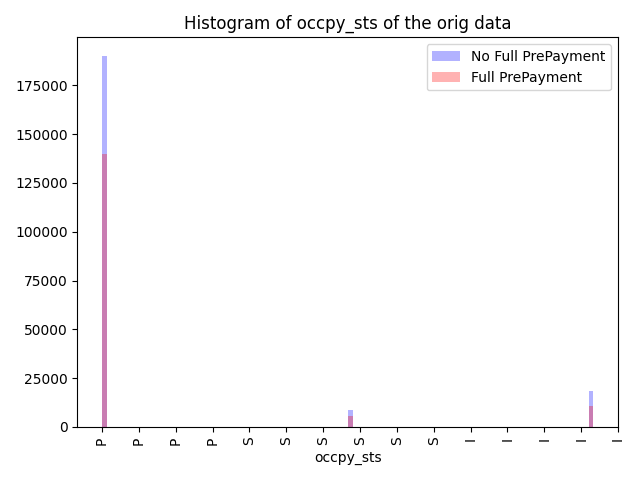 Histogram of occpy_sts of the orig data
No Full PrePayment
Full PrePayment
175000
150000
125000
100000
75000
50000
25000
0
P P P P S S S S S S I I I I I
occpy_sts